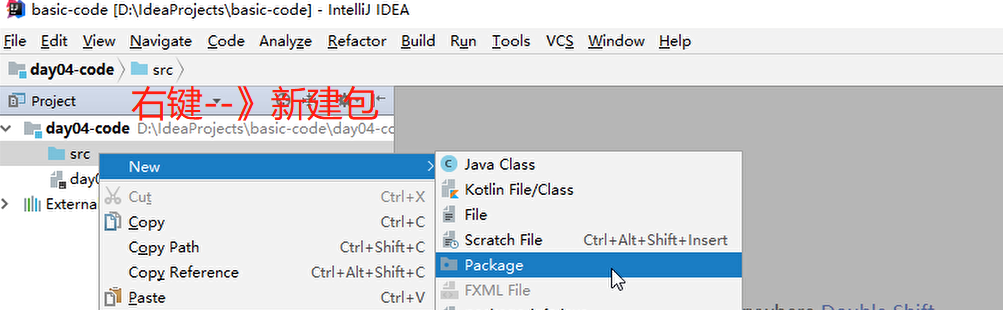 basic-code [D:\IdeaProjects\basic-code] - IntelliJ IDEA
File Edit View Navigate Code Analyze Refactor Build Run Tools VCS Window Help
day04-code src
Project
右键--》新建包
day04-code D:\IdeaProjects\basic-code\day04-co
src
day0
Externa
New
Cut Ctrl+X
Copy Ctrl+C
Copy Path Ctrl+Shift+C
Copy Reference Ctrl+Alt+Shift+C
Paste Ctrl+V
Java Class
Kotlin File/Class
File
Scratch File Ctrl+Alt+Shift+Insert
Package
FXML File
Double Shift